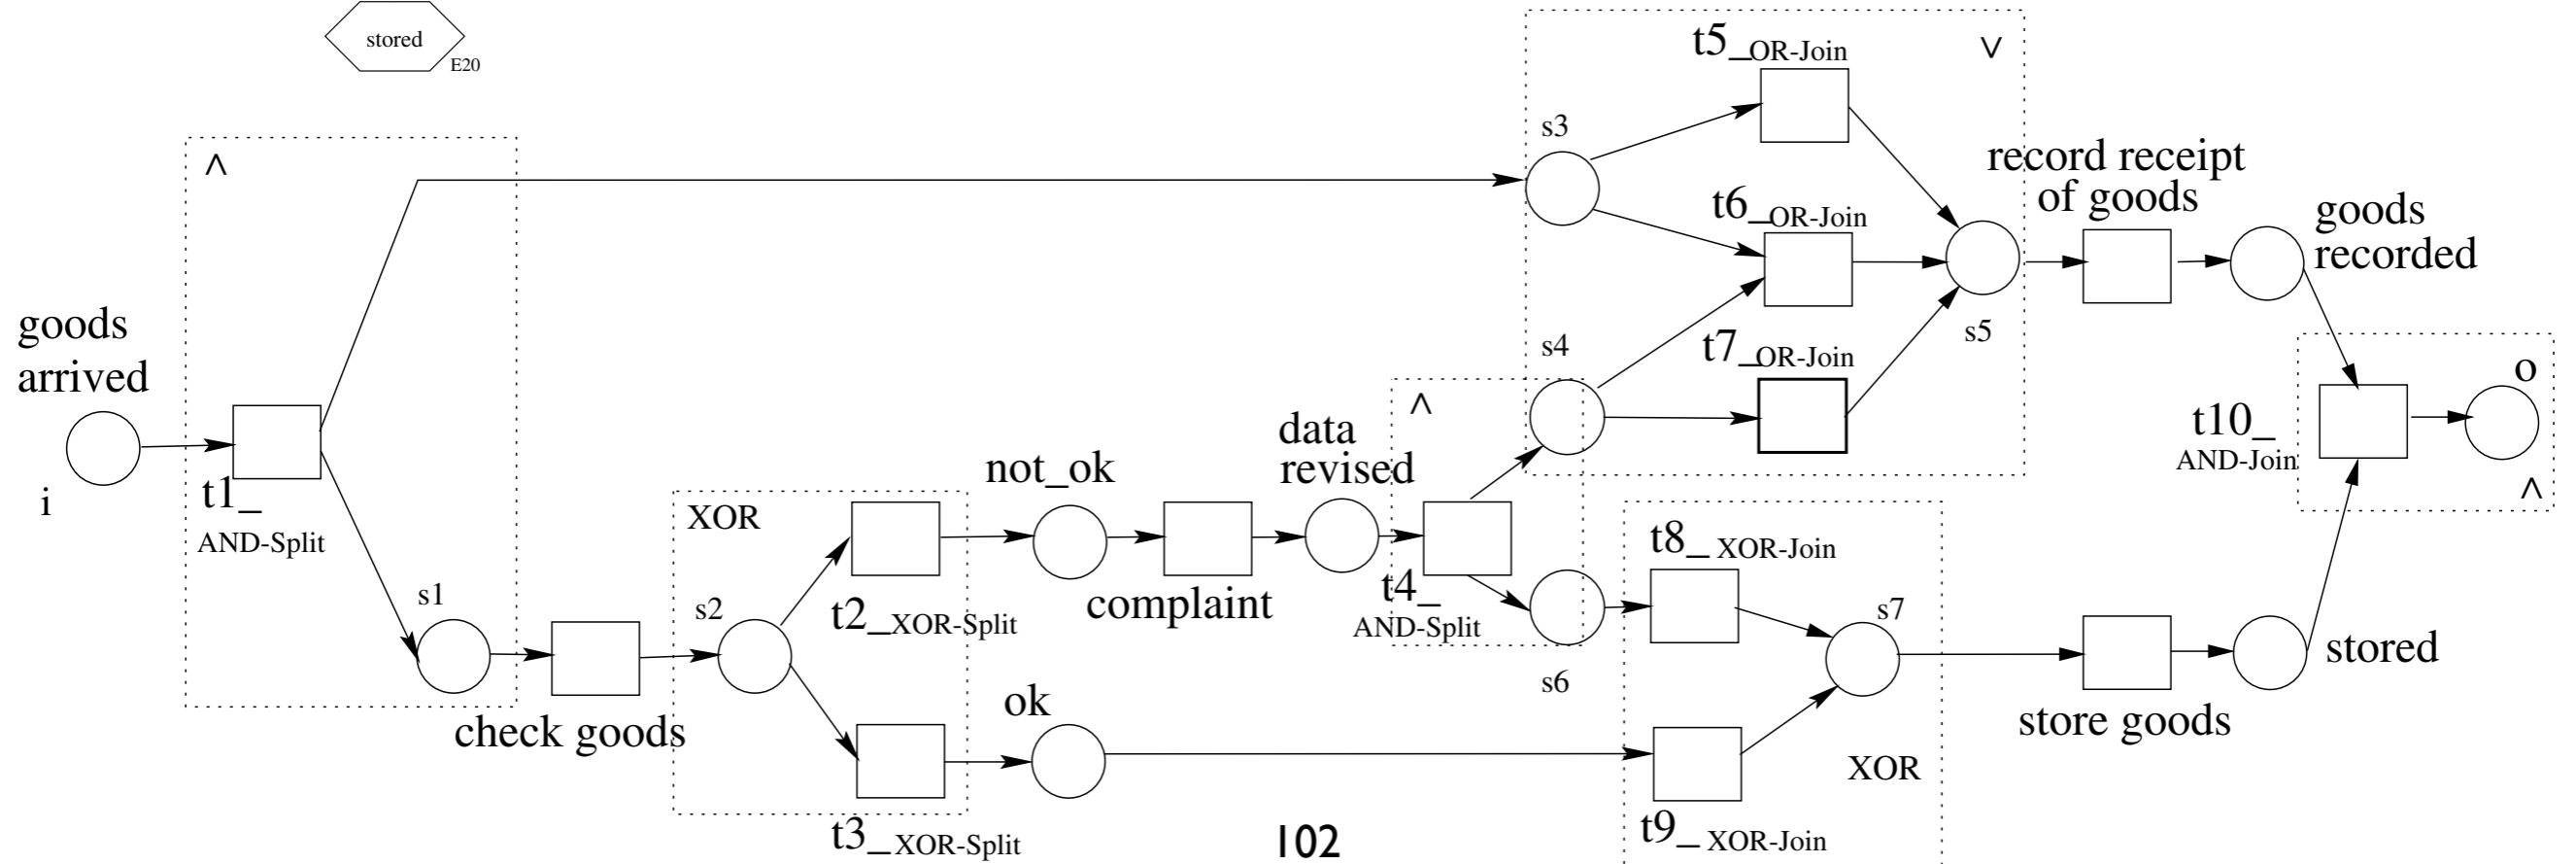 stored
E20
t5_OR-Join
V
s3
^
record receipt
of goods
t6_OR-Join
goods
recorded
goods
arrived
s5
s4
t7_OR-Join
o
^
data
revised
t10_
AND-Join
not_ok
i
t1_
AND-Split
XOR
^
t8_XOR-Join
t4_
AND-Split
complaint
s1
s2
t2_XOR-Split
s7
s6
stored
ok
check goods
store goods
XOR
t3_XOR-Split
102
t9_XOR-Join